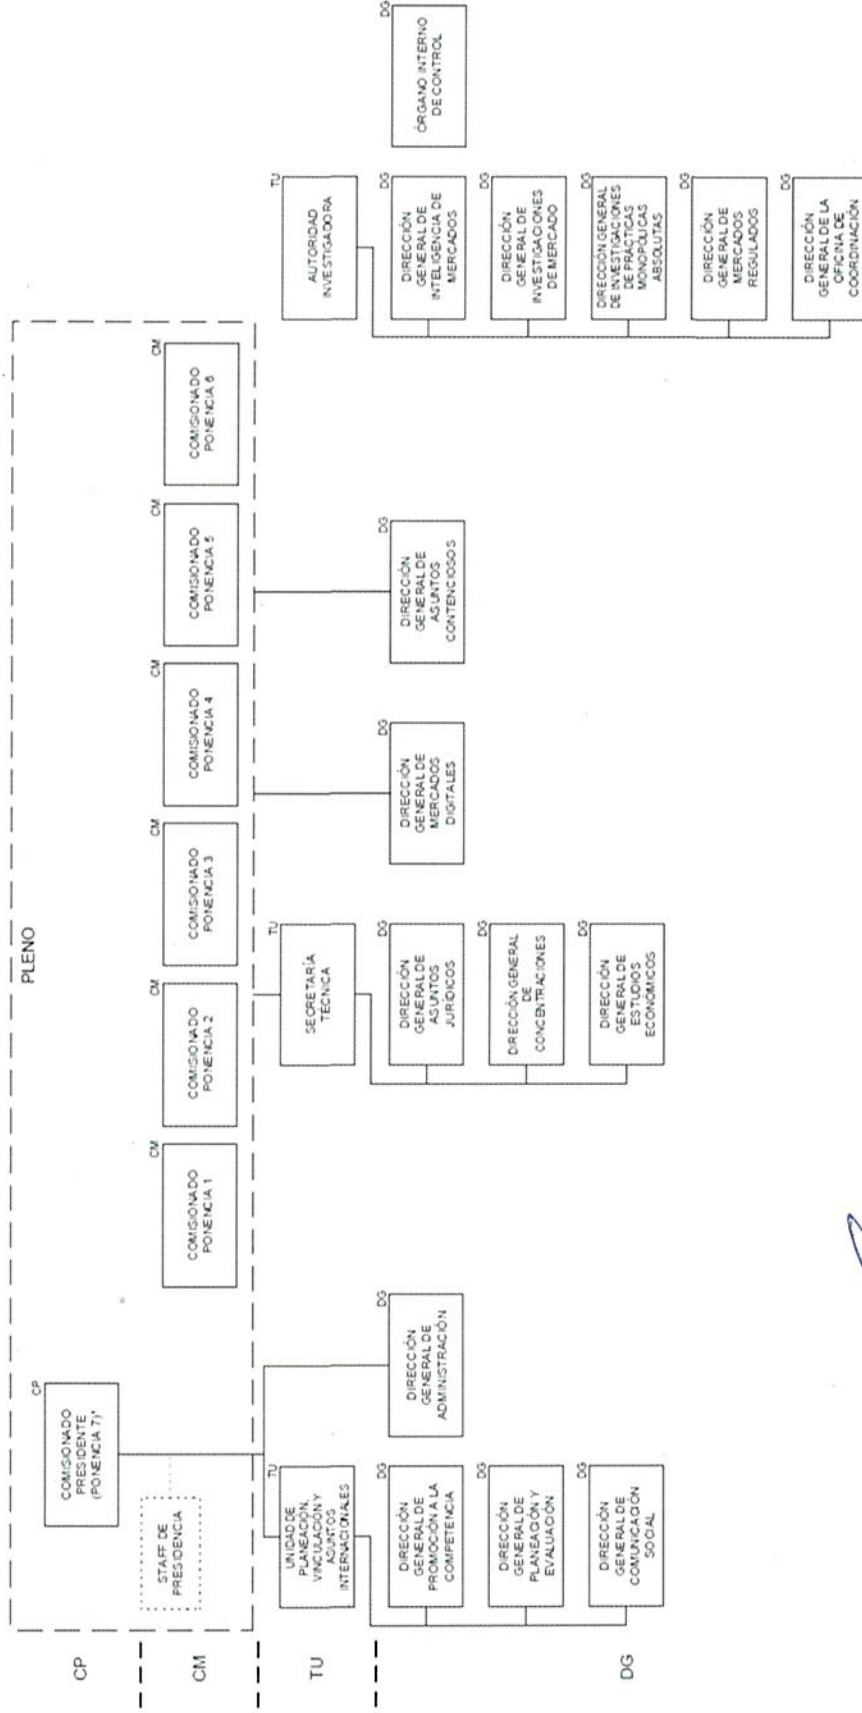 PLENO
CP
COMISIONADO
PRESIDENTE
(PONENCIA 7)*
CP
STAFF DE
PRESIDENCIA
CM
COMISIONADO
PONENCIA 1
CM
COMISIONADO
PONENCIA 2
CM
COMISIONADO
PONENCIA 3
CM
COMISIONADO
PONENCIA 4
CM
COMISIONADO
PONENCIA 5
CM
COMISIONADO
PONENCIA 6
CM
TU
UNIDAD DE
PLANEACIÓN,
VINCULACIÓN Y
ASUNTOS
INTERNACIONALES
TU
SECRETARÍA
TÉCNICA
TU
AUTORIDAD
INVESTIGADORA
TU
DG
DIRECCIÓN
GENERAL DE
PROMOCIÓN A LA
COMPETENCIA
DG
DIRECCIÓN
GENERAL DE
PLANEACIÓN Y
EVALUACIÓN
DG
DIRECCIÓN
GENERAL DE
COMUNICACIÓN
SOCIAL
DG
DIRECCIÓN
GENERAL DE
ADMINISTRACIÓN
DG
DIRECCIÓN
GENERAL DE
ASUNTOS
JURÍDICOS
DG
DIRECCIÓN GENERAL
DE
CONCENTRACIONES
DG
DIRECCIÓN
GENERAL DE
ESTUDIOS
ECONÓMICOS
DG
DIRECCIÓN
GENERAL DE
MERCADOS
DIGITALES
DG
DIRECCIÓN
GENERAL DE
ASUNTOS
CONTENCIOSOS
DG
DIRECCIÓN
GENERAL DE
INTELIGENCIA DE
MERCADOS
DG
DIRECCIÓN
GENERAL DE
INVESTIGACIONES
DE MERCADO
DG
DIRECCIÓN GENERAL
DE INVESTIGACIONES
DE PRÁCTICAS
MONOPÓLICAS
ABSOLUTAS
DG
DIRECCIÓN
GENERAL DE
MERCADOS
REGULADOS
DG
DIRECCIÓN
GENERAL DE LA
OFICINA DE
COORDINACIÓN
DG
ÓRGANO INTERNO
DE CONTROL
DG